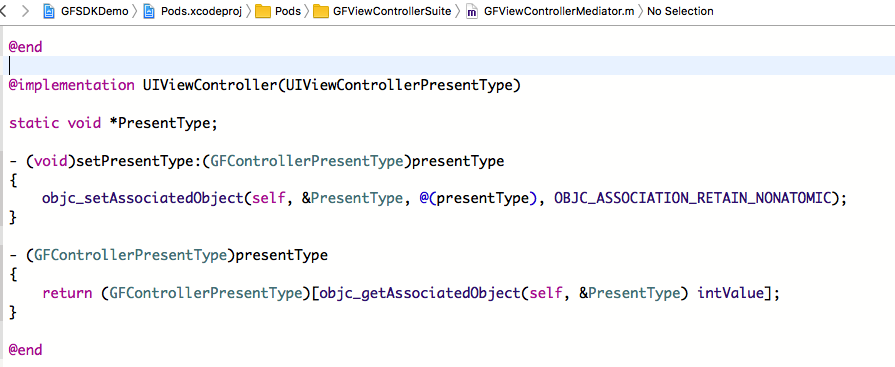 GFSDKDemo Pods.xcodeproj Pods GFViewControllerSuite m GFViewControllerMediator.m No Selection
@end
@implementation UIViewController(UIViewControllerPresentType)
static void *PresentType;
- (void)setPresentType:(GFControllerPresentType)presentType
{
objc_setAssociatedObject(self, &PresentType, @(presentType), OBJC_ASSOCIATION_RETAIN_NONATOMIC);
}
- (GFControllerPresentType)presentType
{
return (GFControllerPresentType)[objc_getAssociatedObject(self, &PresentType) intValue];
}
@end